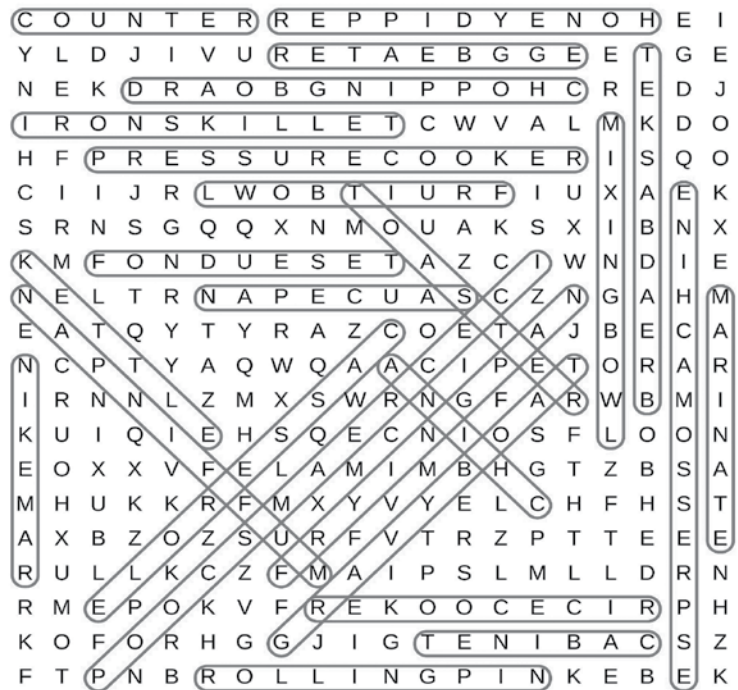 C O U N T E R R E P P I D Y E N O H E I
Y L D J I V U R E T A E B G G E E T G E
N E K D R A O B G N I P P O H C R E D J
I R O N S K I L L E T C W V A L M K D O
H F P R E S S U R E C O O K E R I S Q O
C I I J R L W O B T I U R F I U X A E K
S R N S G Q Q X N M O U A K S X I B N X
K M F O N D U E S E T A Z C I W N D I E
N E L T R N A P E C U A S C Z N G A H M
E A T Q Y T Y R A Z C O E T A J B E C A
N C P T Y A Q W Q A A C I P E T O R A R
I R N N L Z M X S W R N G F A R W B M I
K U I Q I E H S Q E C N I O S F L O O N
E O X X V F E L A M I M B H G T Z B S A
M H U K K R F M X Y V Y E L C H F H S T
A X B Z O Z S U R F V T R Z P T T E E E
R U L L K C Z F M A I P S L M L L D R N
R M E P O K V F R E K O O C E C I R P H
K O F O R H G G J I G T E N I B A C S Z
F T P N B R O L L I N G P I N K E B E K